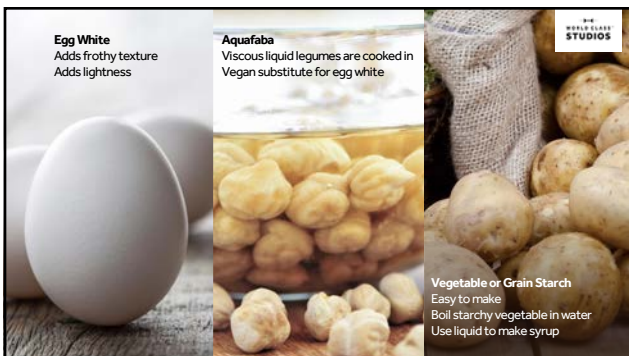 Egg White
Adds frothy texture
Adds lightness
Aquafaba
Viscous liquid legumes are cooked in
Vegan substitute for egg white
WORLD CLASS
STUDIOS
Vegetable or Grain Starch
Easy to make
Boil starchy vegetable in water
Use liquid to make syrup